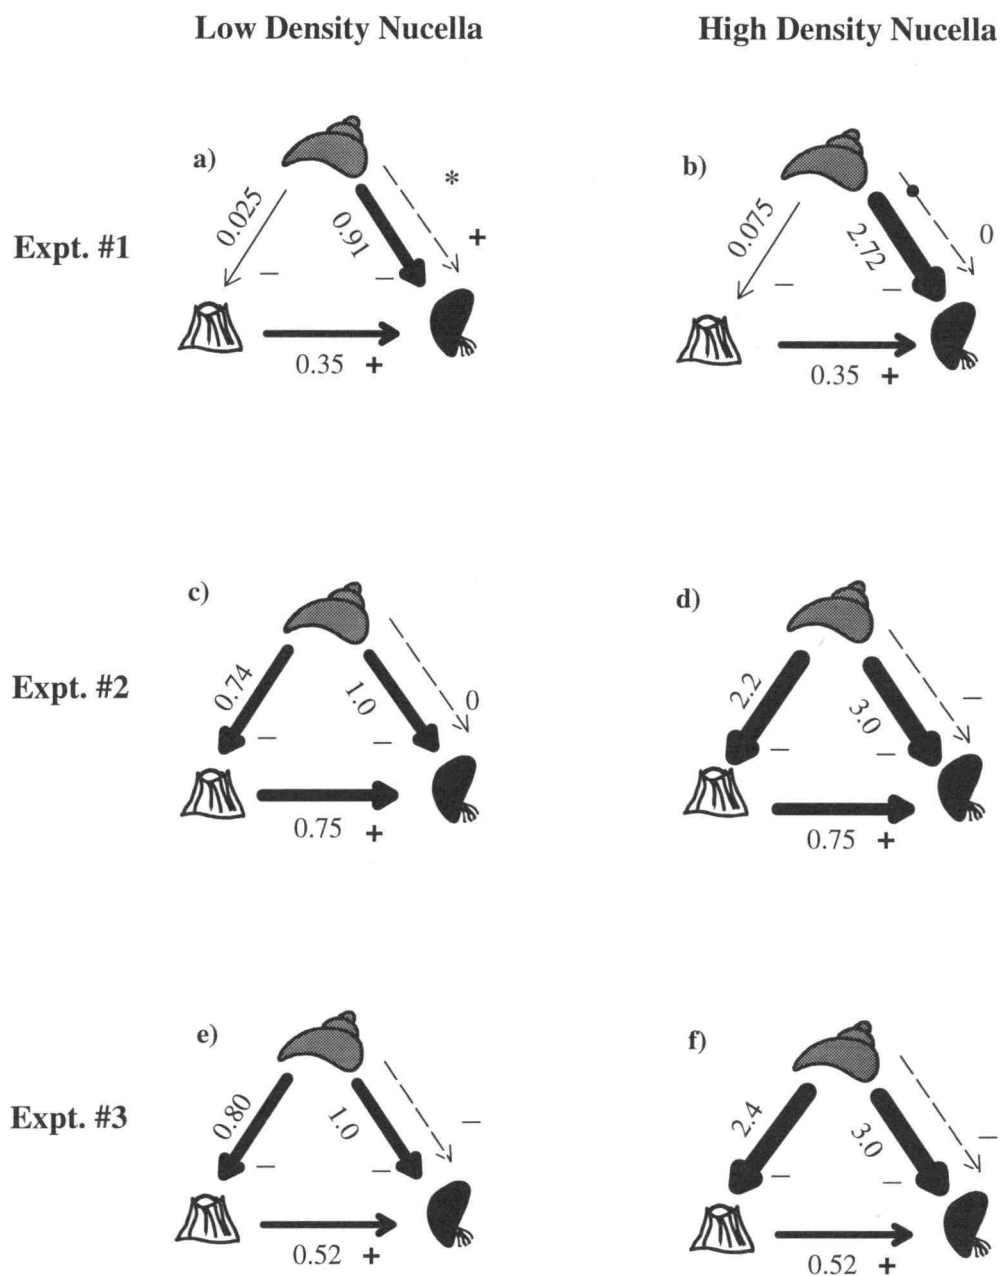 Low Density Nucella High Density Nucella
a) b)
*
Expt. #1
0.025 0.91 + 0.075 2.72 0
– – – –
0.35 + 0.35 +
c) d)
Expt. #2
0.74 1.0 0 2.2 3.0 –
– – – –
0.75 + 0.75 +
e) f)
Expt. #3
0.80 1.0 – 2.4 3.0 –
– – – –
0.52 + 0.52 +